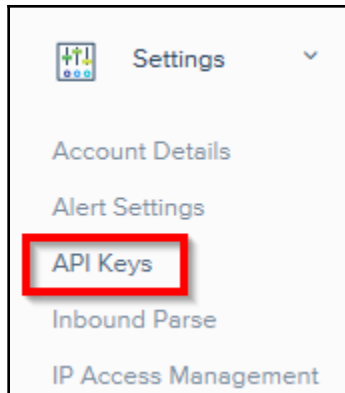 Settings
Account Details
Alert Settings
API Keys
Inbound Parse
IP Access Management